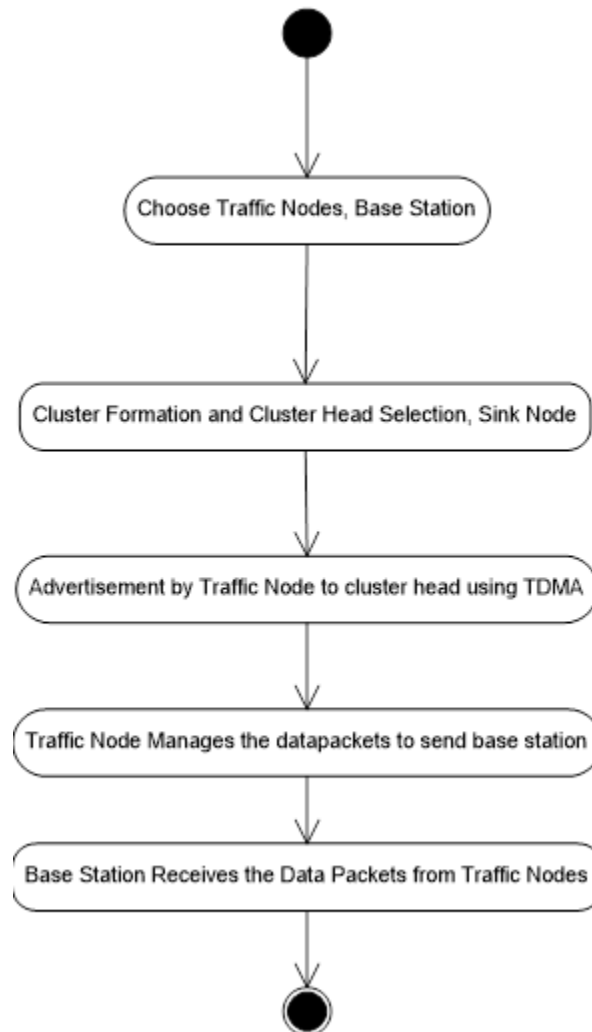 Choose Traffic Nodes, Base Station
Cluster Formation and Cluster Head Selection, Sink Node
Advertisement by Traffic Node to cluster head using TDMA
Traffic Node Manages the datapackets to send base station
Base Station Receives the Data Packets from Traffic Nodes